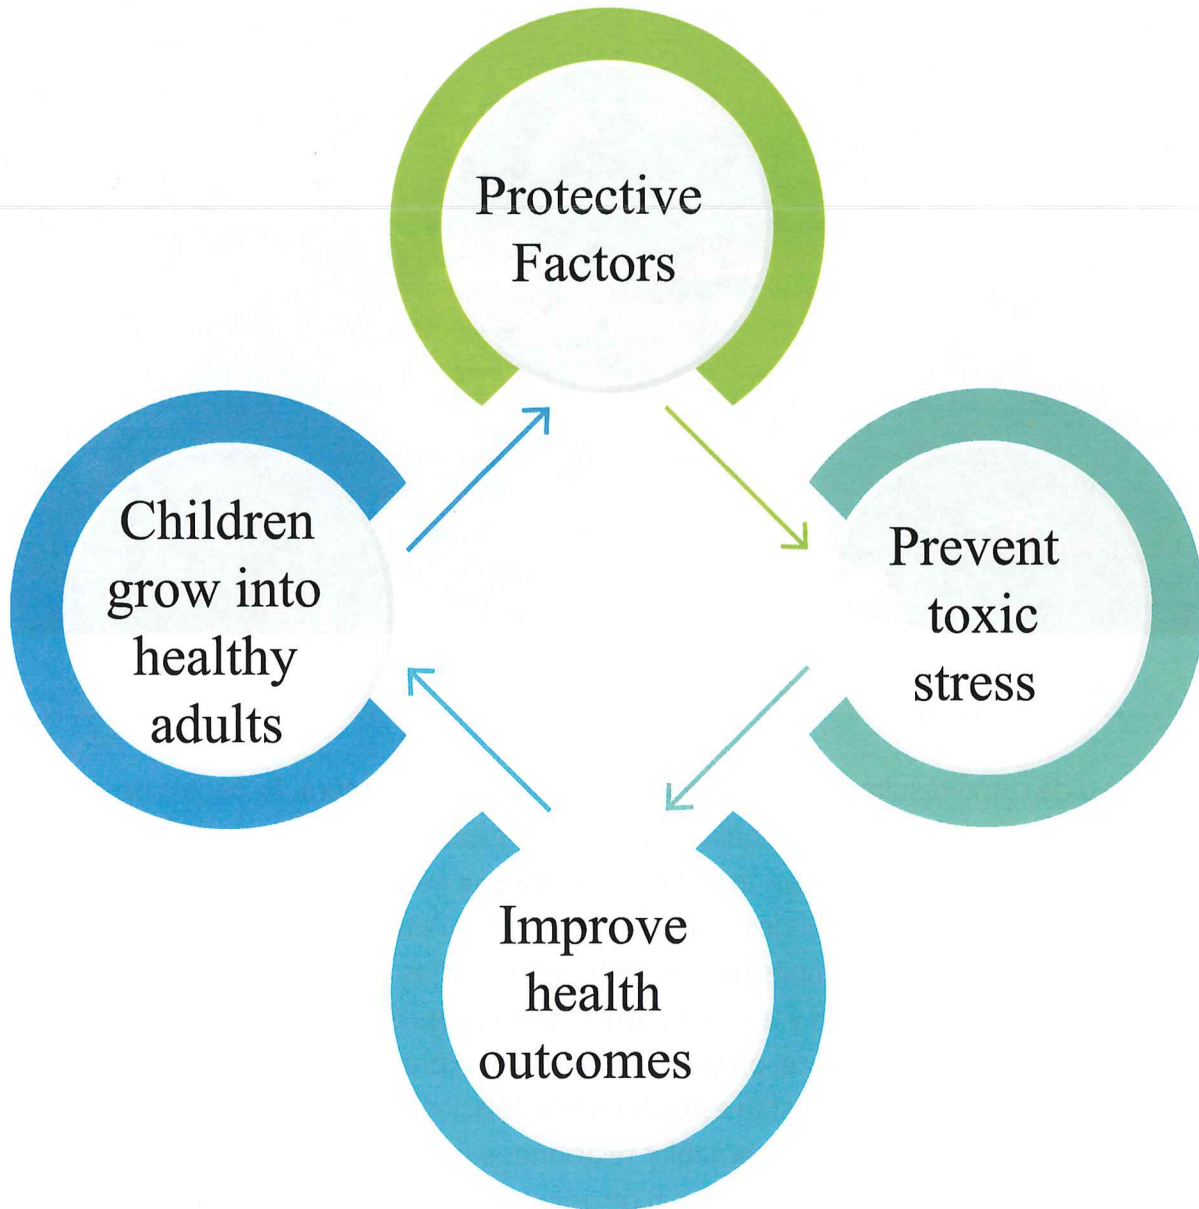 Protective
Factors
Prevent
toxic
stress
Improve
health
outcomes
Children
grow into
healthy
adults